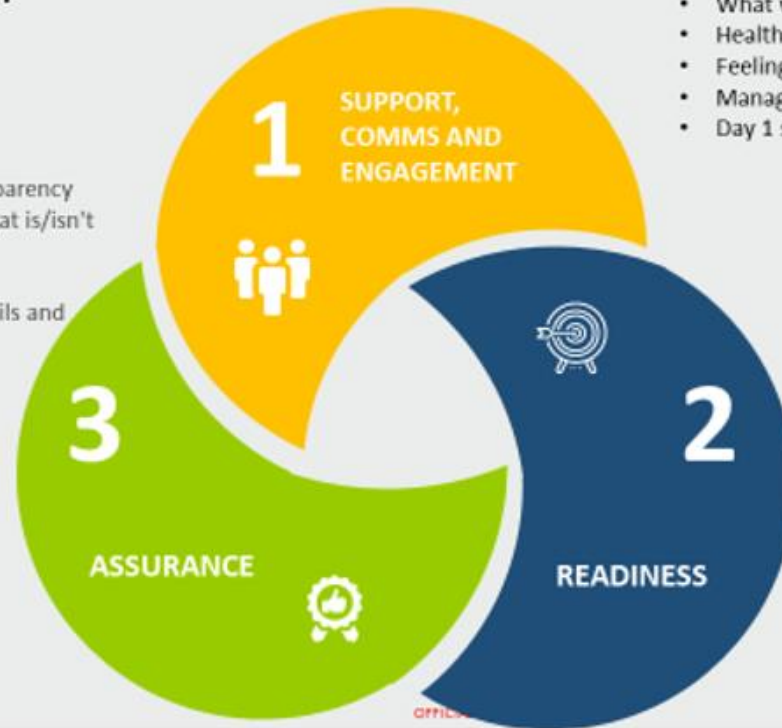 • What
• Health
• Feeling
• Manag
• Day 1
1
SUPPORT,
COMMS AND
ENGAGEMENT
parency
at is/isn't
ils and
3
2
ASSURANCE
READINESS